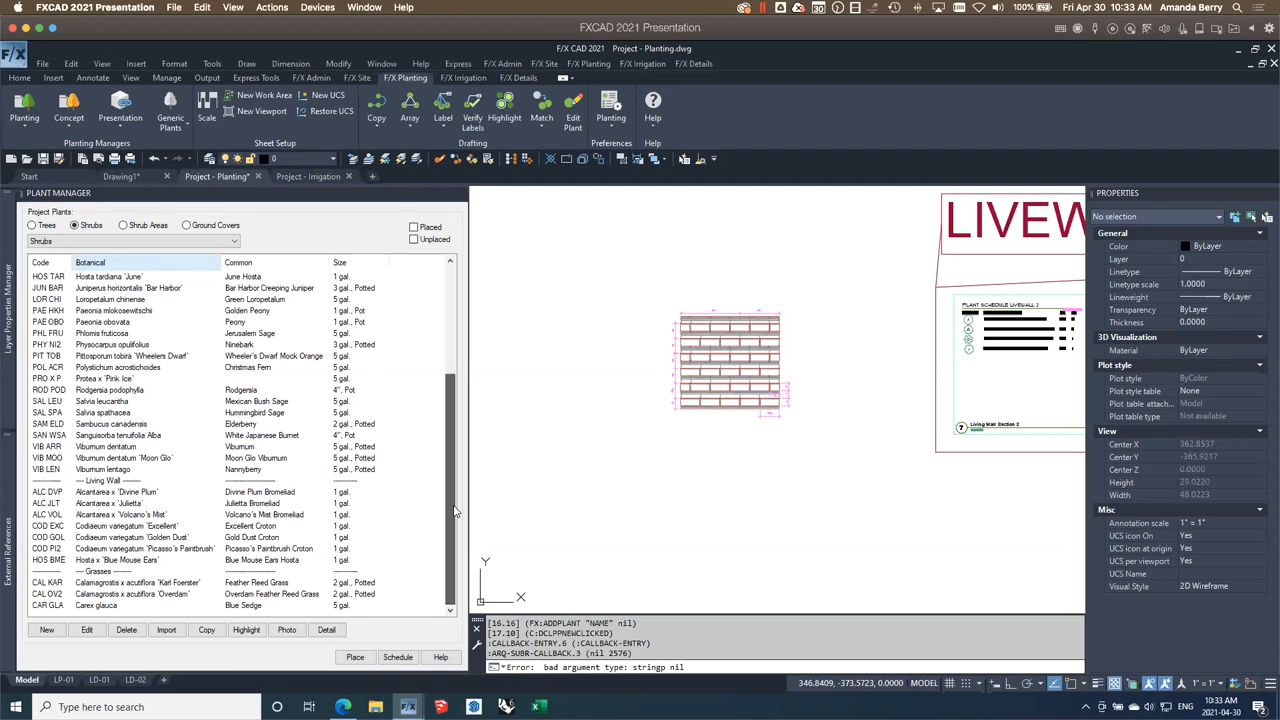 Window Actions Devices Window Help 100% Fri Apr 30 10:33 AM Amanda Berry
FXCAD 2021 Presentation
F/X CAD 2021 Project - Planting.dwg
File Edit View Insert Format Tools Draw Dimension Modify Window Help Express F/X Admin F/X Site F/X Planting F/X Irrigation F/X Details
Home Insert Annotate View Manage Output Express Tools F/X Admin F/X Site F/X Planting F/X Irrigation F/X Details
New Work Area New UCS
New Viewport Restore UCS
Planting Concept Presentation Generic Plants Scale Copy Array Label Verify Labels Highlight Match Edit Plant Planting Help
Planting Managers Sheet Setup Drafting Preferences Help
0
Start Drawing1* Project - Planting* Project - Irrigation
PLANT MANAGER
Project Plants:
Trees Shrubs Shrub Areas Ground Covers Placed
Shrubs Unplaced
Code Botanical Common Size
HOS TAR Hosta tardiana `June' June Hosta 1 gal.
JUN BAR Juniperus horizontalis `Bar Harbor' Bar Harbor Creeping Juniper 3 gal., Potted
LOR CHI Loropetalum chinense Green Loropetalum 5 gal.
PAE HKH Paeonia mlokosewitschii Golden Peony 1 gal., Pot
PAE OBO Paeonia obovata Peony 1 gal., Pot
PHL FRU Phlomis fruticosa Jerusalem Sage 5 gal.
PHY NI2 Physocarpus opulifolius Ninebark 3 gal., Potted
PIT TOB Pittosporum tobira `Wheelers Dwarf' Wheeler's Dwarf Mock Orange 5 gal.
POL ACR Polystichum acrostichoides Christmas Fern 5 gal.
PRO X P Protea x `Pink Ice' 5 gal.
ROD POD Rodgersia podophylla Rodgersia 4", Pot
SAL LEU Salvia leucantha Mexican Bush Sage 5 gal.
SAL SPA Salvia spathacea Hummingbird Sage 5 gal.
SAM ELD Sambucus canadensis Elderberry 2 gal., Potted
SAN WSA Sanguisorba tenuifolia Alba White Japanese Burnet 4", Pot
VIB ARR Viburnum dentatum Viburnum 5 gal., Potted
VIB MOO Viburnum dentatum `Moon Glo' Moon Glo Viburnum 5 gal., Potted
VIB LEN Viburnum lentago Nannyberry 5 gal., Potted
Living Wall
ALC DVP Alcantarea x `Divine Plum' Divine Plum Bromeliad 1 gal.
ALC JLT Alcantarea x `Julietta' Julietta Bromeliad 1 gal.
ALC VOL Alcantarea x `Volcano's Mist' Volcano's Mist Bromeliad 1 gal.
COD EXC Codiaeum variegatum `Excellent' Excellent Croton 1 gal.
COD GOL Codiaeum variegatum `Golden Dust' Gold Dust Croton 1 gal.
COD PI2 Codiaeum variegatum `Picasso's Paintbrush' Picasso's Paintbrush Croton 1 gal.
HOS BME Hosta x `Blue Mouse Ears' Blue Mouse Ears Hosta 1 gal.
Grasses
CAL KAR Calamagrostis x acutiflora `Karl Foerster' Feather Reed Grass 2 gal., Potted
CAL OV2 Calamagrostis x acutiflora `Overdam' Overdam Feather Reed Grass 2 gal., Potted
CAR GLA Carex glauca Blue Sedge 5 gal.
New Edit Delete Import Copy Highlight Photo Detail
Place Schedule Help
Layer Properties Manager
External References
LIVEW
PLANT SCHEDULE LIVEWALL 2
7 Living Wall Section 2
Y
X
[16.16] (FX:ADDPLANT "NAME" nil)
[17.10] (C:DCLPPNEWCLICKED)
:CALLBACK-ENTRY.6 (:CALLBACK-ENTRY)
:ARQ-SUBR-CALLBACK.3 (nil 2576)
Error: bad argument type: stringp nil
PROPERTIES
No selection
General
Color ByLayer
Layer 0
Linetype ByLayer
Linetype scale 1.0000
Lineweight ByLayer
Transparency ByLayer
Thickness 0.0000
3D Visualization
Material ByLayer
Plot style
Plot style ByColor
Plot style table None
Plot table attach... Model
Plot table type Not available
View
Center X 362.8537
Center Y -365.9217
Center Z 0.0000
Height 29.0220
Width 48.0223
Misc
Annotation scale 1" = 1"
UCS icon On Yes
UCS icon at origin Yes
UCS per viewport Yes
UCS Name
Visual Style 2D Wireframe
Model LP-01 LD-01 LD-02 346.8409, -373.5723, 0.0000 MODEL 1" = 1"
Type here to search
10:33 AM
2021-04-30
2